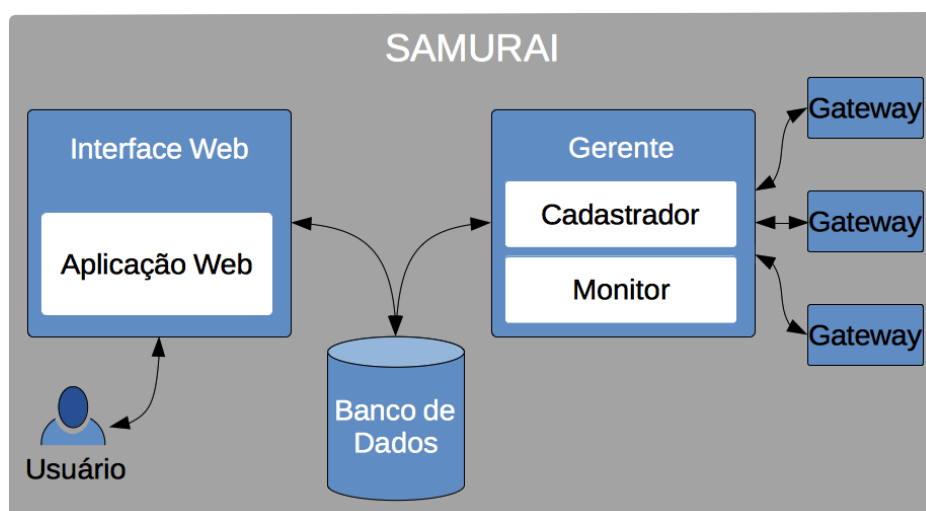 SAMURAI
Interface Web
Aplicação Web
Usuário
Banco de
Dados
Gerente
Cadastrador
Monitor
Gateway
Gateway
Gateway